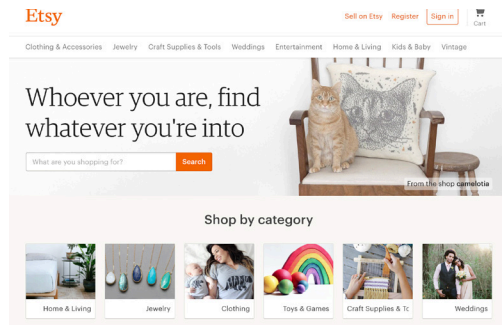 Etsy
Sell on Etsy Register Sign in Cart
Clothing & Accessories Jewelry Craft Supplies & Tools Weddings Entertainment Home & Living Kids & Baby Vintage
Whoever you are, find
whatever you're into
What are you shopping for? Search
From the shop camelotia
Shop by category
Home & Living Jewelry Clothing Toys & Games Craft Supplies & To Weddings